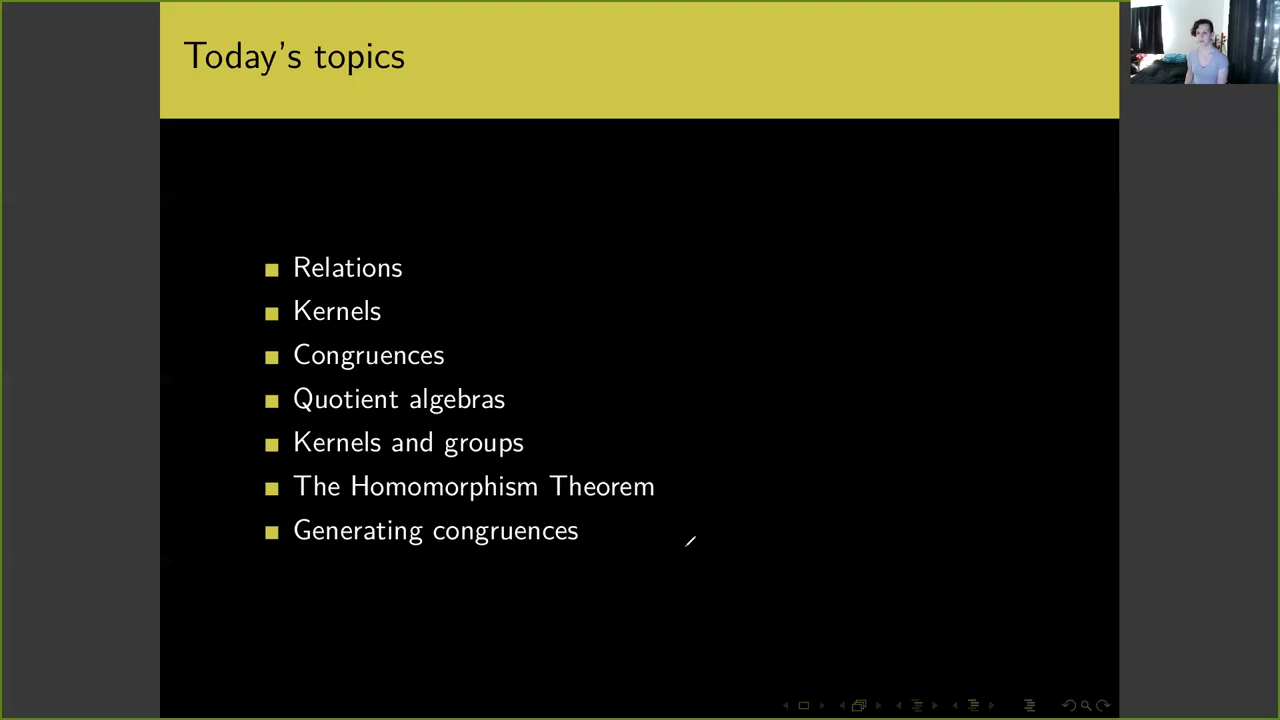 Today's topics
Relations
Kernels
Congruences
Quotient algebras
Kernels and groups
The Homomorphism Theorem
Generating congruences